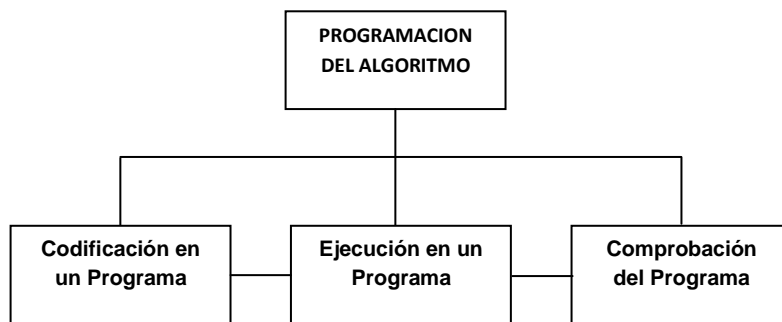 PROGRAMACION
DEL ALGORITMO
Codificación en
un Programa
Ejecución en un
Programa
Comprobación
del Programa